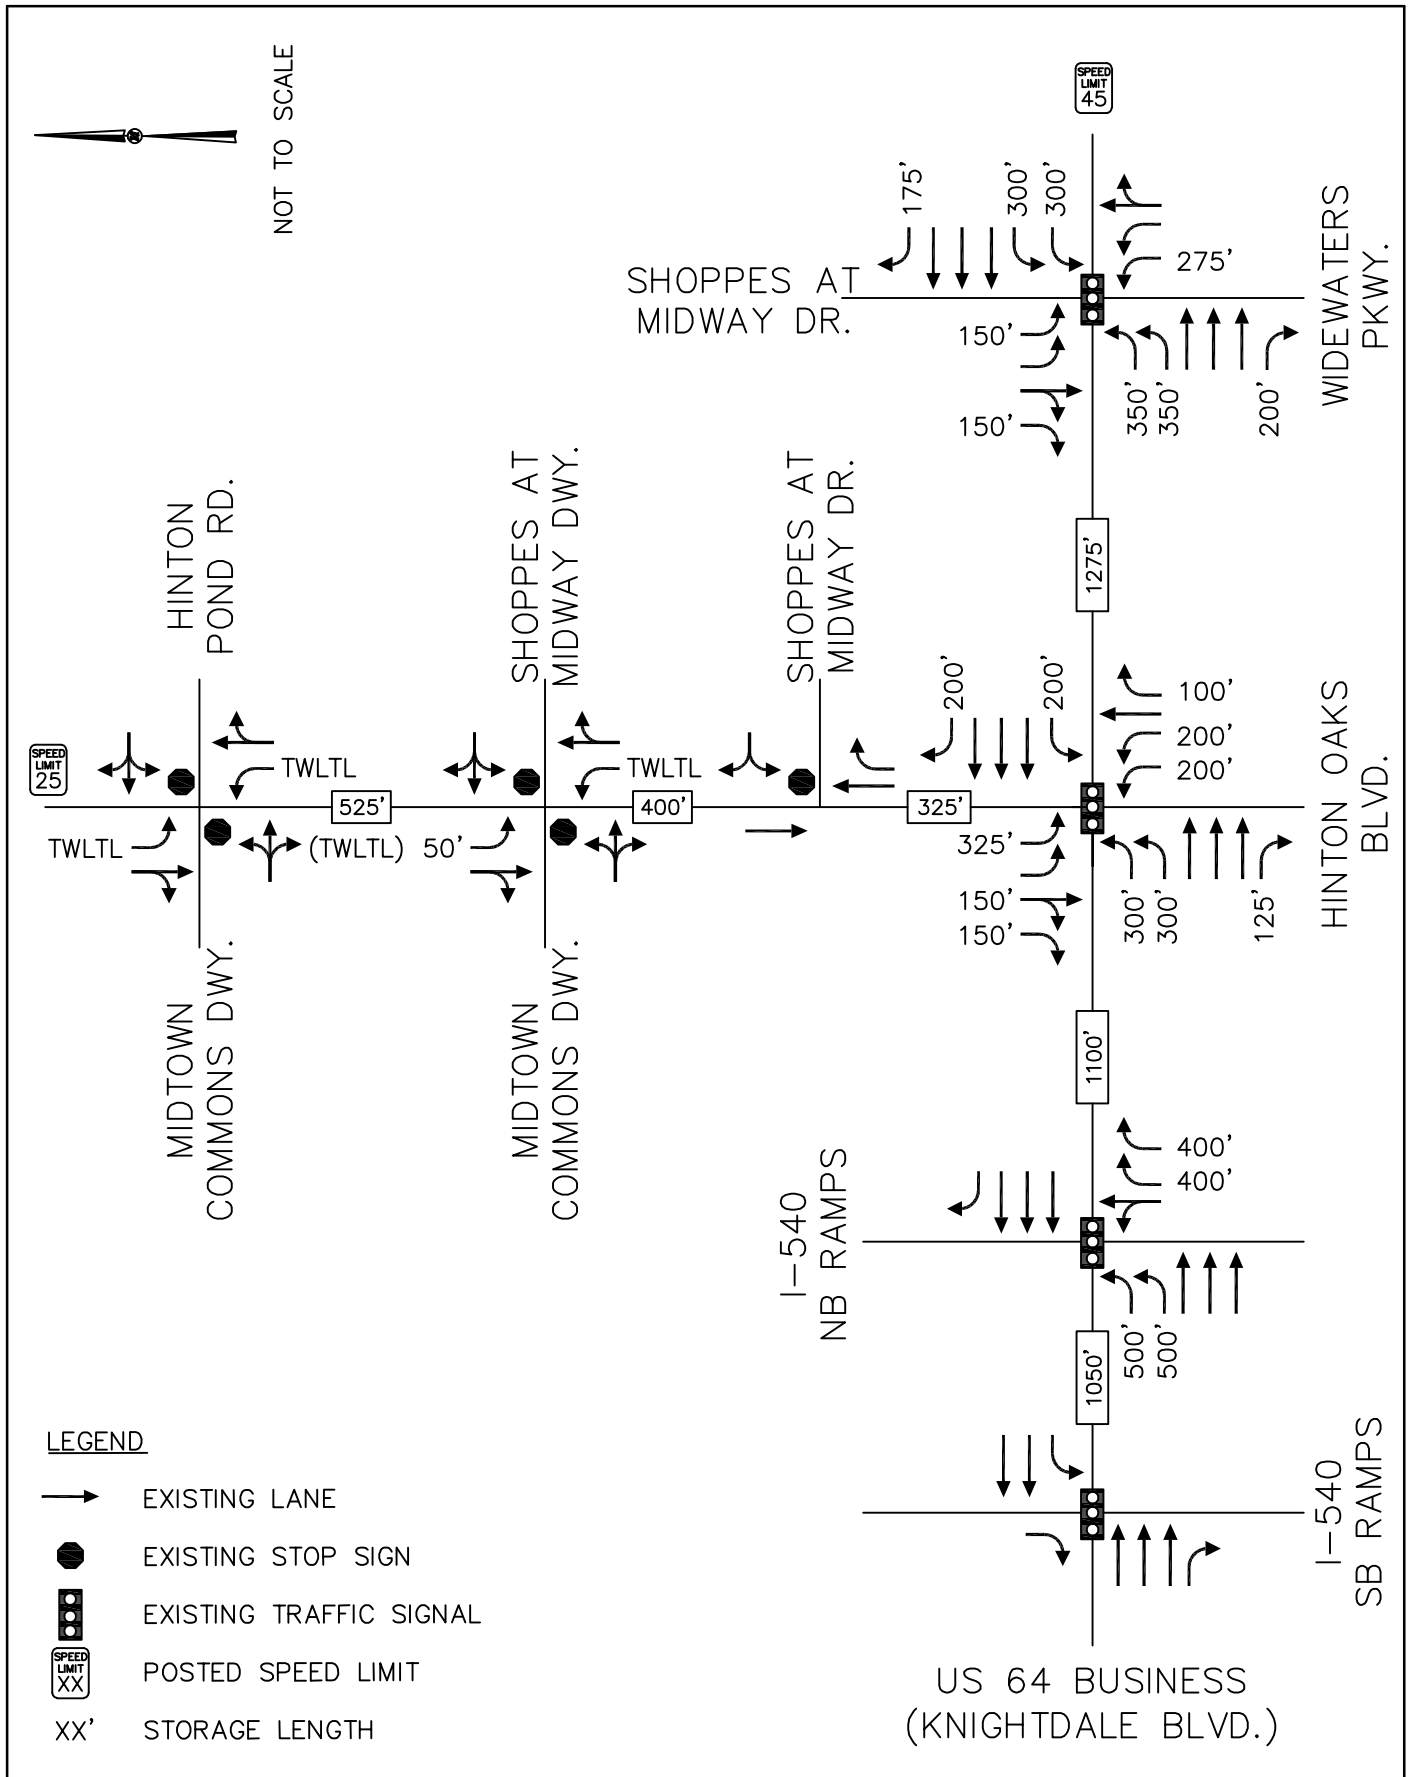 NOT TO SCALE
SPEED
LIMIT
45
175'
300'
300'
275'
SHOPPES AT
MIDWAY DR.
WIDEWATERS
PKWY.
150'
150'
350'
350'
200'
HINTON
POND RD.
SHOPPES AT
MIDWAY DWY.
SHOPPES AT
MIDWAY DR.
1275'
SPEED
LIMIT
25
TWLTL
TWLTL
200'
200'
100'
200'
200'
HINTON OAKS
BLVD.
525'
400'
325'
TWLTL
(TWLTL)
50'
325'
150'
150'
300'
300'
125'
MIDTOWN
COMMONS DWY.
MIDTOWN
COMMONS DWY.
1100'
I-540
NB RAMPS
400'
400'
500'
500'
1050'
I-540
SB RAMPS
LEGEND
EXISTING LANE
EXISTING STOP SIGN
EXISTING TRAFFIC SIGNAL
SPEED
LIMIT
XX
POSTED SPEED LIMIT
XX'
STORAGE LENGTH
US 64 BUSINESS
(KNIGHTDALE BLVD.)